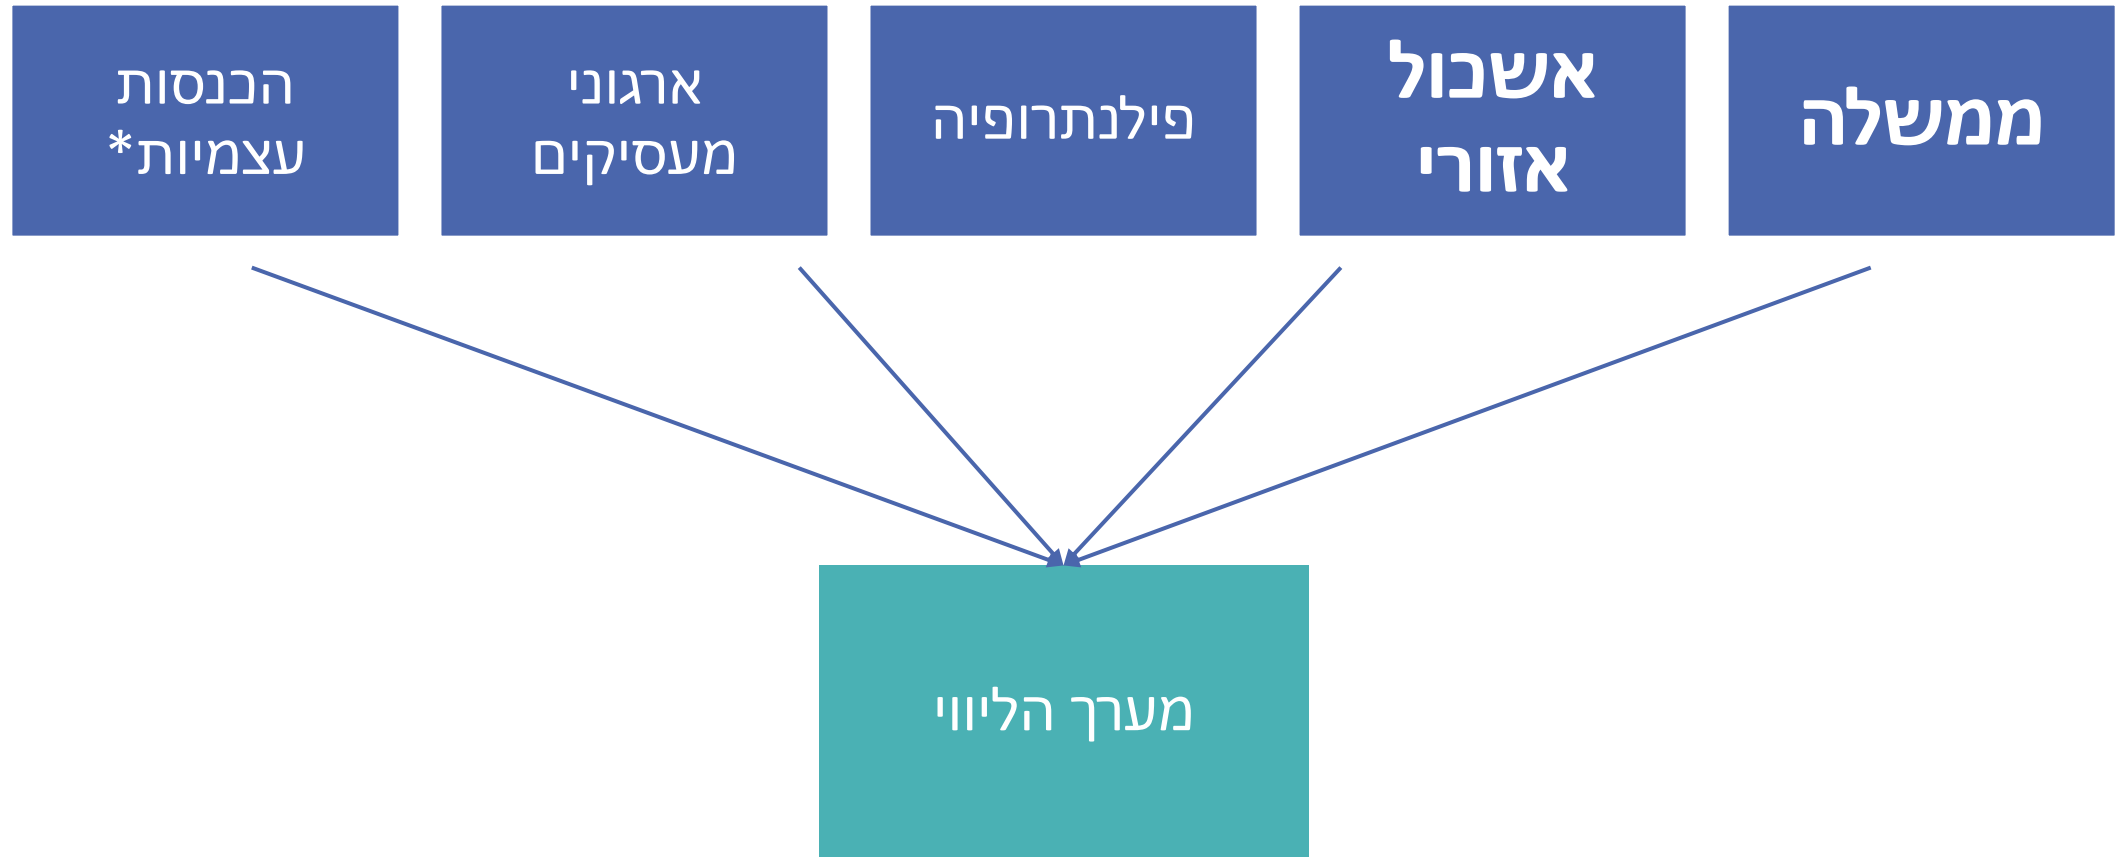 ממשלה
אשכול
אזורי
פילנתרופיה
ארגוני
מעסיקים
הכנסות
עצמיות*
מערך הליווי